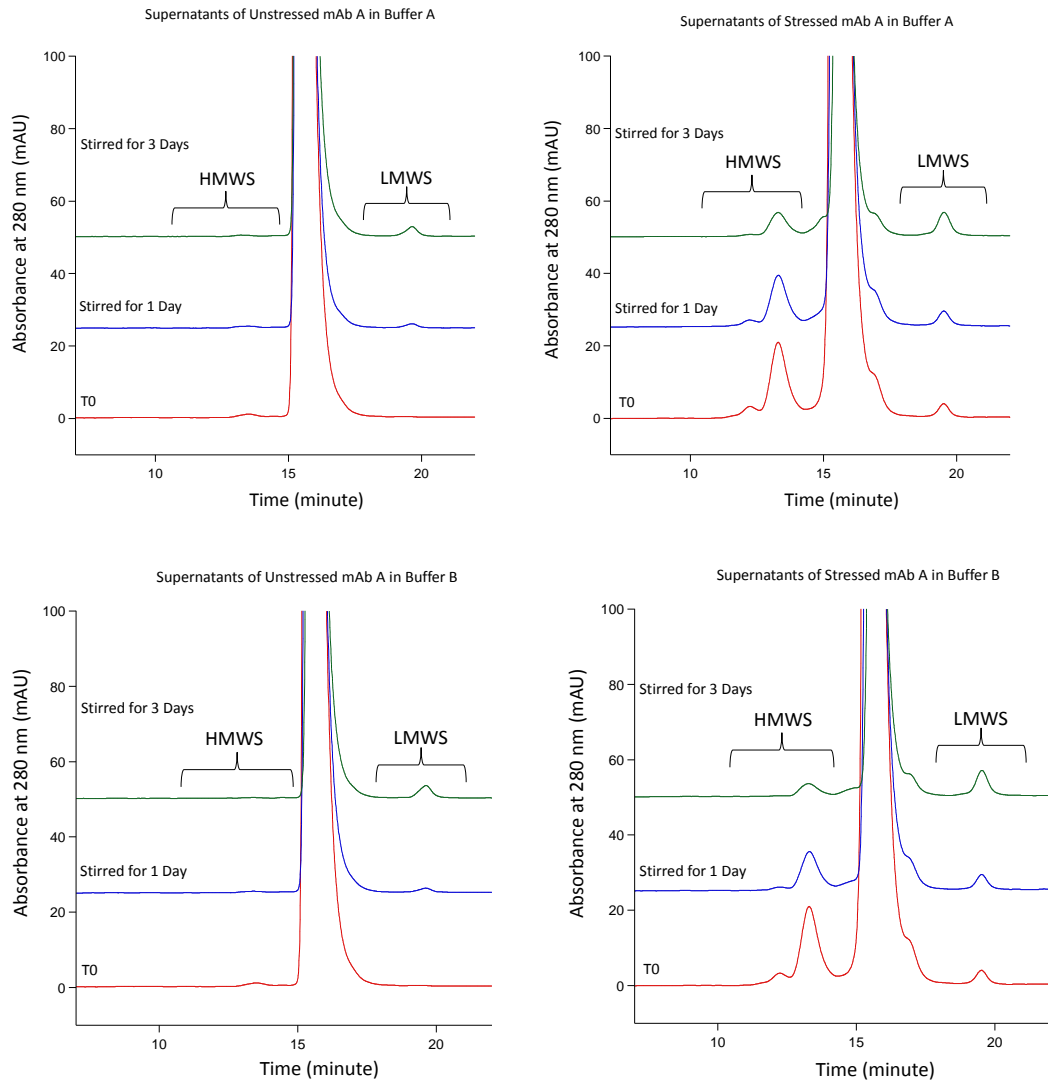 Supernatants of Unstressed mAb A in Buffer A
100
80
60
40
20
0
Absorbance at 280 nm (mAU)
Stirred for 3 Days
HMWS
LMWS
Stirred for 1 Day
T0
10
15
20
Time (minute)
Supernatants of Stressed mAb A in Buffer A
100
80
60
40
20
0
Absorbance at 280 nm (mAU)
Stirred for 3 Days
HMWS
LMWS
Stirred for 1 Day
T0
10
15
20
Time (minute)
Supernatants of Unstressed mAb A in Buffer B
100
80
60
40
20
0
Absorbance at 280 nm (mAU)
Stirred for 3 Days
HMWS
LMWS
Stirred for 1 Day
T0
10
15
20
Time (minute)
Supernatants of Stressed mAb A in Buffer B
100
80
60
40
20
0
Absorbance at 280 nm (mAU)
Stirred for 3 Days
HMWS
LMWS
Stirred for 1 Day
T0
10
15
20
Time (minute)